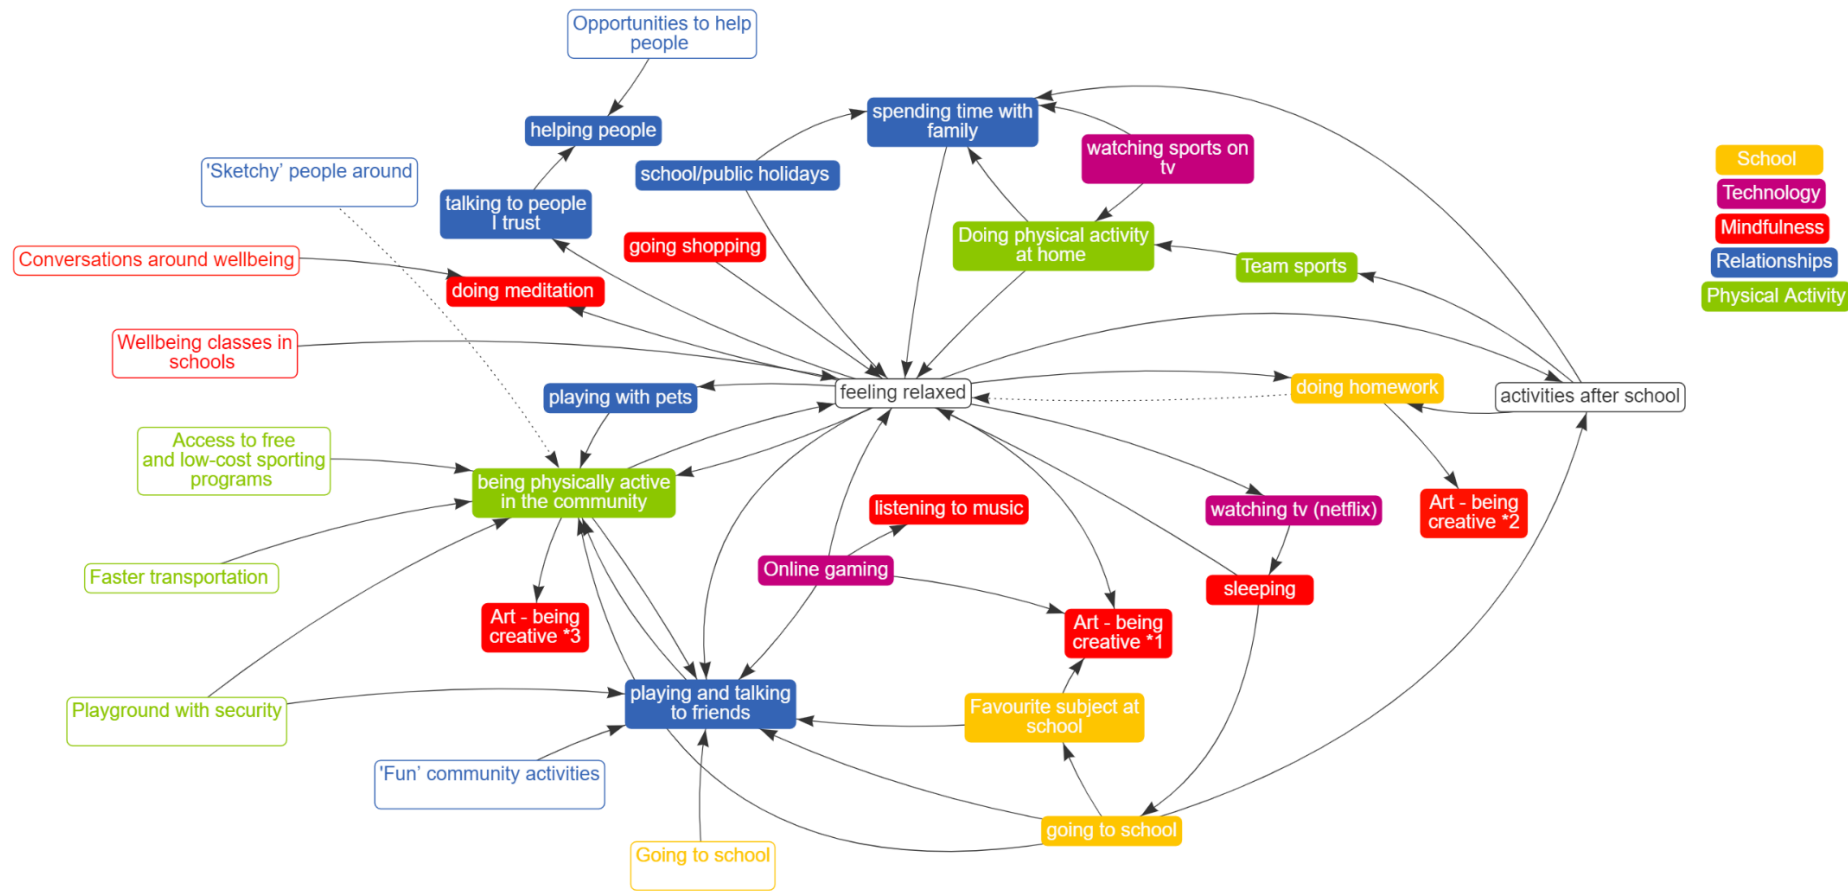 Opportunities to help
people
helping people
'Sketchy’ people around
talking to people
I trust
school/public holidays
spending time with
family
watching sports on
tv
School
Technology
Mindfulness
Relationships
Physical Activity
going shopping
Doing physical activity
at home
Team sports
Conversations around wellbeing
doing meditation
Wellbeing classes in
schools
playing with pets
feeling relaxed
doing homework
activities after school
Access to free
and low-cost sporting
programs
being physically active
in the community
listening to music
watching tv (netflix)
Art - being
creative *2
Faster transportation
Online gaming
sleeping
Art - being
creative *3
Art - being
creative *1
Playground with security
playing and talking
to friends
Favourite subject at
school
'Fun’ community activities
going to school
Going to school